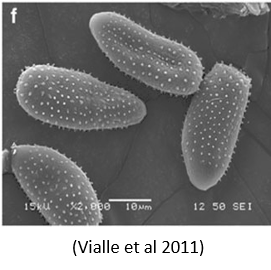 f
15kU X2,000 10µm 12 50 SEI
(Vialle et al 2011)